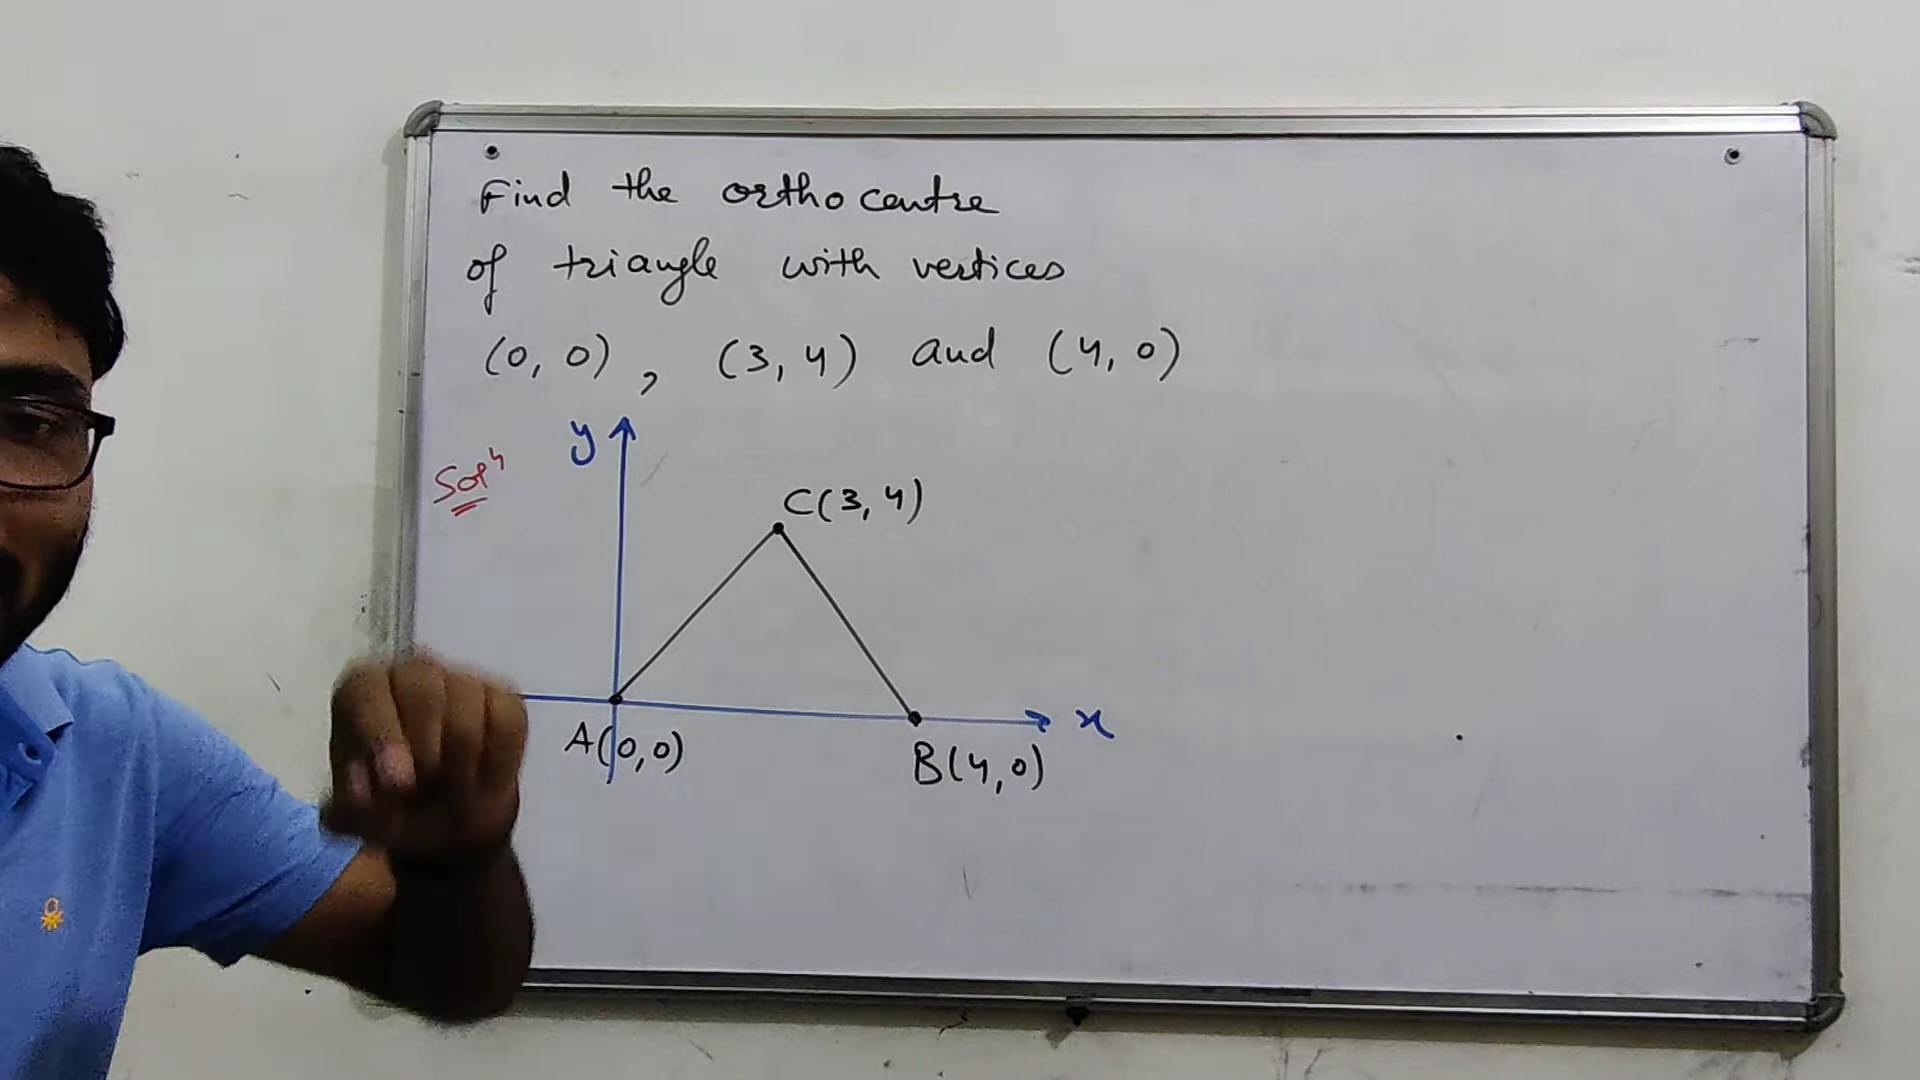 Find the orthocentre
of triangle with vertices
(0, 0), (3, 4) and (4, 0)
y
Solⁿ
C(3, 4)
x
A(0, 0)
B(4, 0)